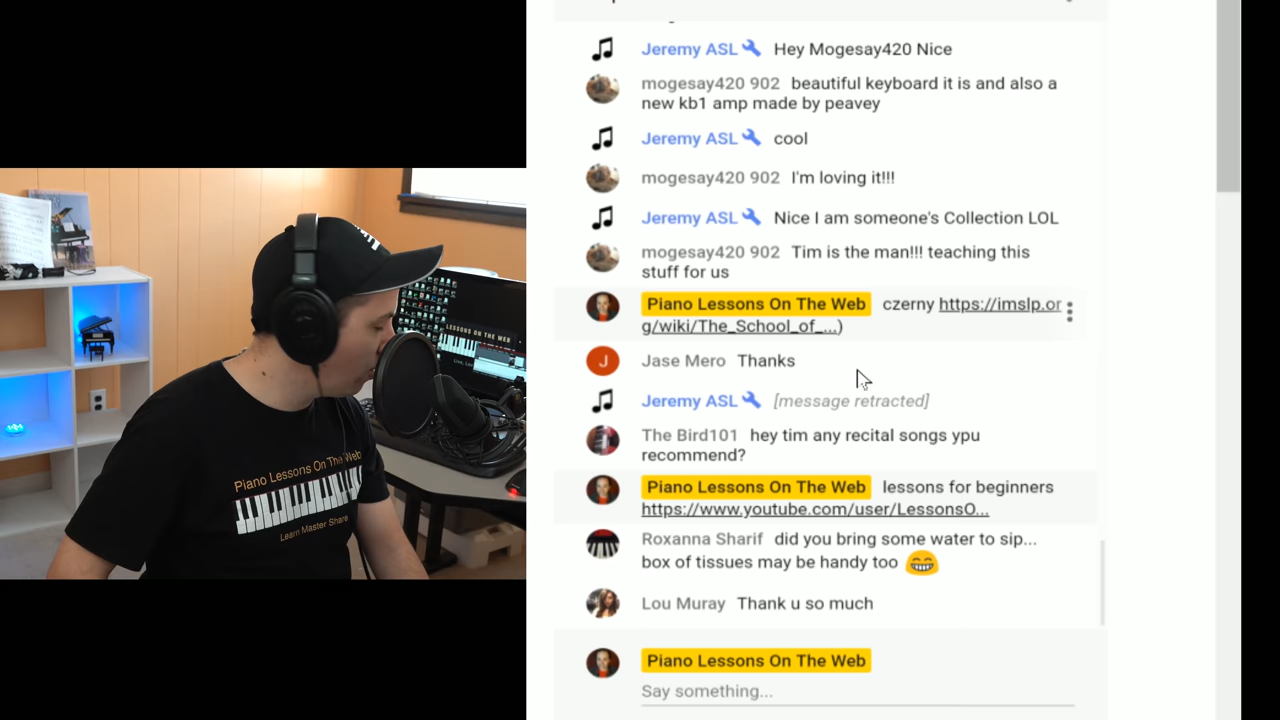 Jeremy ASL Hey Mogesay420 Nice
mogesay420 902 beautiful keyboard it is and also a
new kb1 amp made by peavey
Jeremy ASL cool
mogesay420 902 I'm loving it!!!
Jeremy ASL Nice I am someone's Collection LOL
mogesay420 902 Tim is the man!!! teaching this
stuff for us
Piano Lessons On The Web czerny https://imslp.or
g/wiki/The_School_of_...)
J Jase Mero Thanks
Jeremy ASL [message retracted]
The Bird101 hey tim any recital songs ypu
recommend?
Piano Lessons On The Web lessons for beginners
https://www.youtube.com/user/LessonsO...
Roxanna Sharif did you bring some water to sip...
box of tissues may be handy too
Lou Muray Thank u so much
Piano Lessons On The Web
Say something...
LESSONS ON THE WEB
Piano Lessons On The Web
Learn Master Share